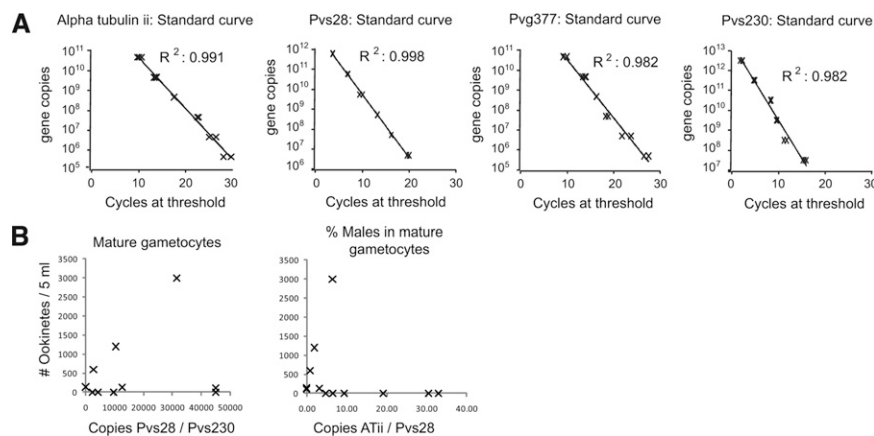 A
Alpha tubulin ii: Standard curve
R²: 0.991
gene copies
10¹¹
10¹⁰
10⁹
10⁸
10⁷
10⁶
10⁵
0
10
20
30
Cycles at threshold
Pvs28: Standard curve
R²: 0.998
gene copies
10¹²
10¹¹
10¹⁰
10⁹
10⁸
10⁷
10⁶
0
10
20
30
Cycles at threshold
Pvg377: Standard curve
R²: 0.982
gene copies
10¹¹
10¹⁰
10⁹
10⁸
10⁷
10⁶
10⁵
0
10
20
30
Cycles at threshold
Pvs230: Standard curve
R²: 0.982
gene copies
10¹³
10¹²
10¹¹
10¹⁰
10⁹
10⁸
10⁷
0
10
20
30
Cycles at threshold
B
Mature gametocytes
# Ookinetes / 5 ml
3500
3000
2500
2000
1500
1000
500
0
0
10000
20000
30000
40000
50000
Copies Pvs28 / Pvs230
% Males in mature
gametocytes
3500
3000
2500
2000
1500
1000
500
0
0.00
10.00
20.00
30.00
40.00
Copies ATii / Pvs28